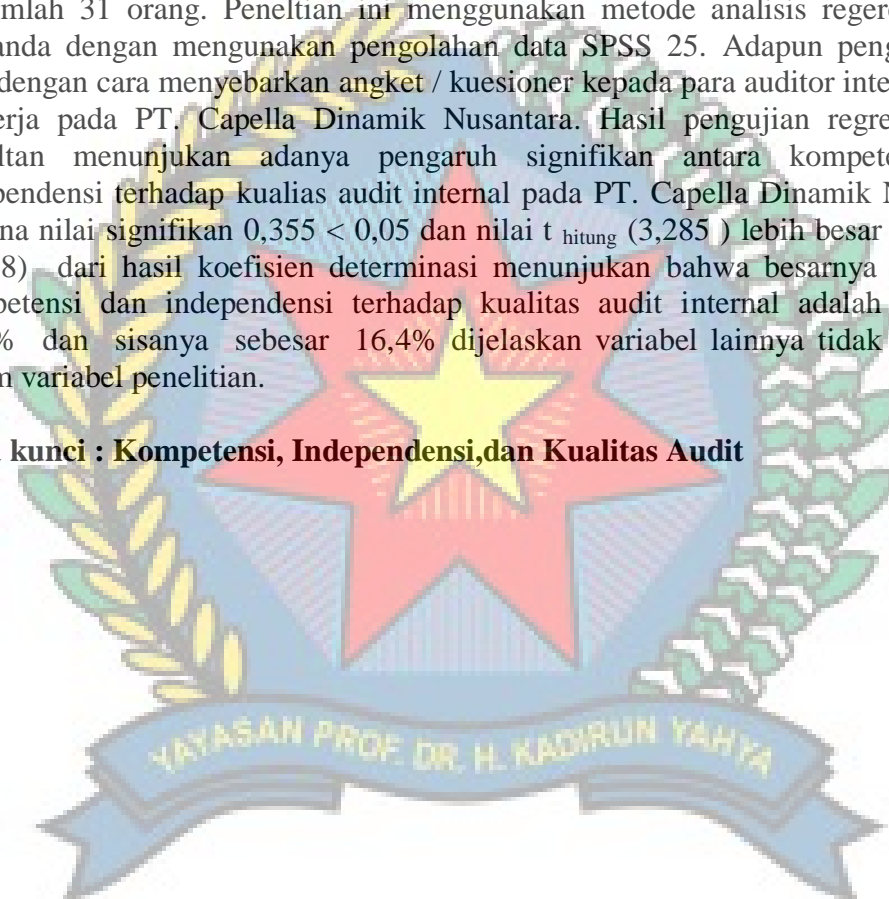 umlah 31 orang. Peneltian ini menggunakan metode analisis regere
anda dengan mengunakan pengolahan data SPSS 25. Adapun peng
dengan cara menyebarkan angket / kuesioner kepada para auditor inte
erja pada PT. Capella Dinamik Nusantara. Hasil pengujian regre
ltan menunjukan adanya pengaruh signifikan antara kompete
pendensi terhadap kualias audit internal pada PT. Capella Dinamik N
na nilai signifikan 0,355 < 0,05 dan nilai t hitung (3,285 ) lebih besar
8) dari hasil koefisien determinasi menunjukan bahwa besarnya
petensi dan independensi terhadap kualitas audit internal adalah
% dan sisanya sebesar 16,4% dijelaskan variabel lainnya tidak
n variabel penelitian.
kunci : Kompetensi, Independensi,dan Kualitas Audit
YAYASAN PROF. DR. H. KADIRUN YAHYA